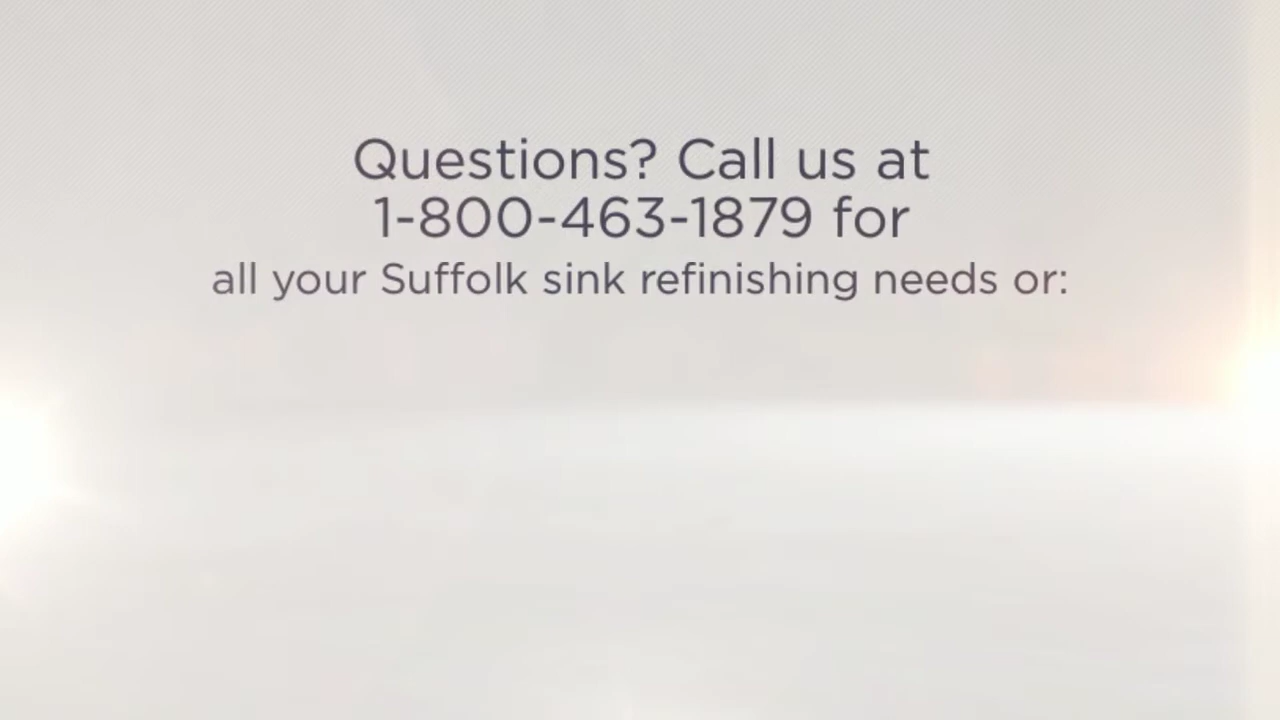 Questions? Call us at
1-800-463-1879 for
all your Suffolk sink refinishing needs or: